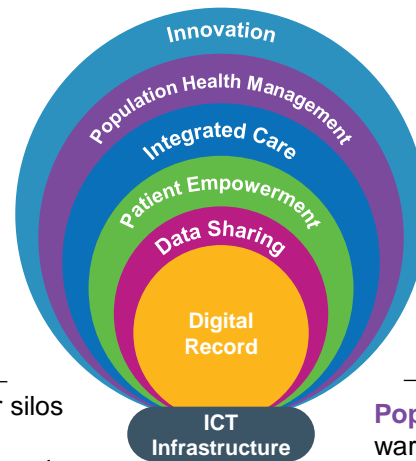 Innovation
Population Health Management
Integrated Care
Patient Empowerment
Data Sharing
Digital
Record
ICT
Infrastructure
silos
Pop
war